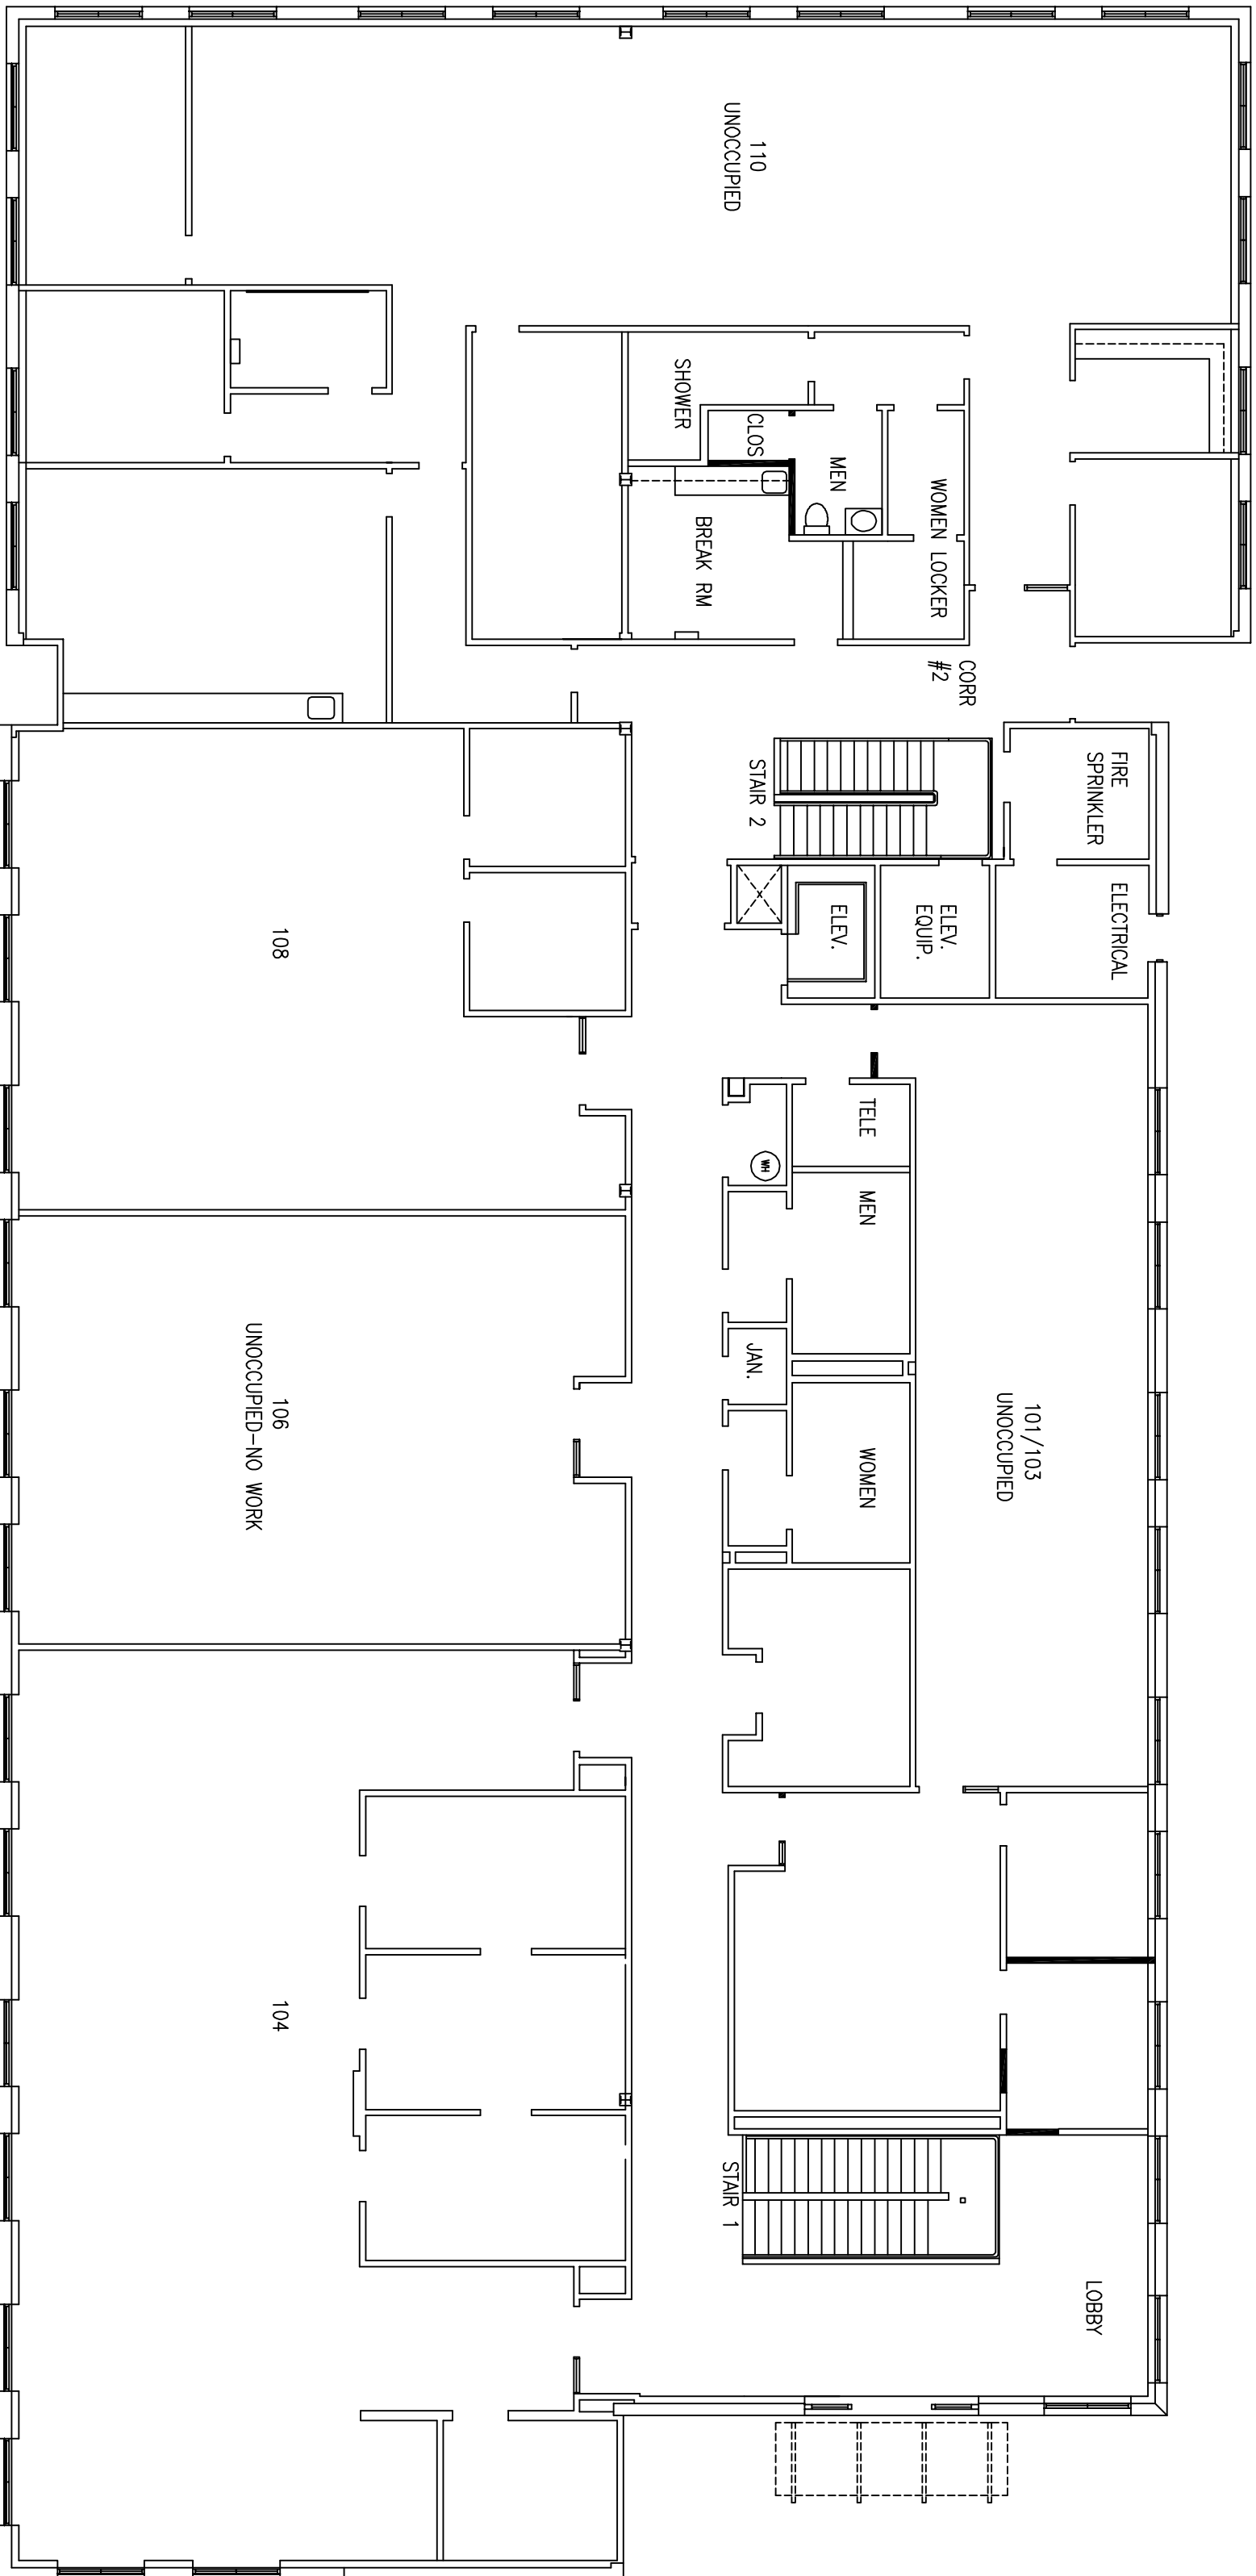 110
UNOCCUPIED
SHOWER
CLOS
MEN
WOMEN LOCKER
BREAK RM
CORR
#2
FIRE
SPRINKLER
STAIR 2
ELECTRICAL
ELEV.
EQUIP.
ELEV.
108
TELE
WH
MEN
JAN.
WOMEN
101/103
UNOCCUPIED
106
UNOCCUPIED-NO WORK
104
STAIR 1
LOBBY